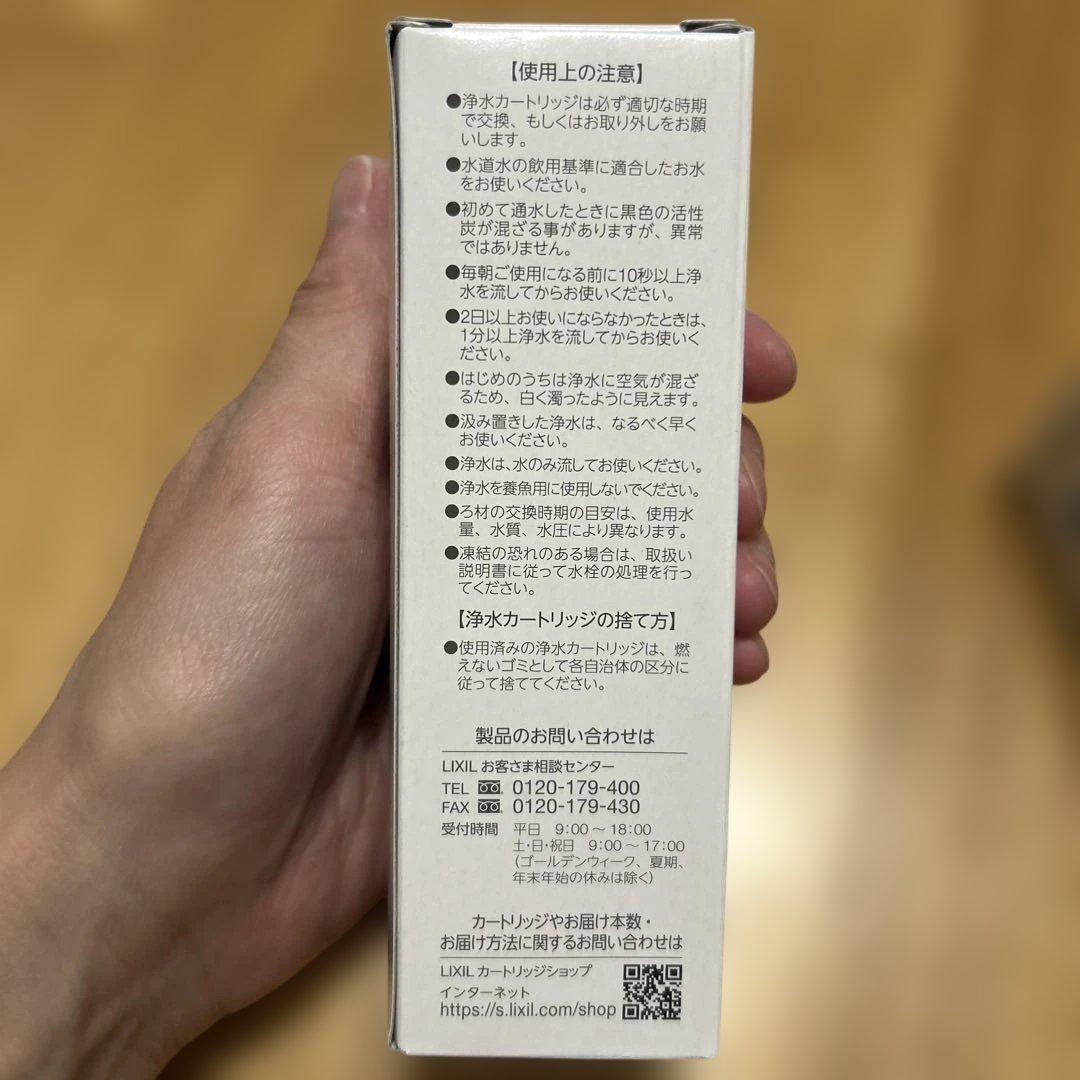 【使用上の注意】
●浄水カートリッジは必ず適切な時期
で交換、もしくはお取り外しをお願
いします。
●水道水の飲用基準に適合したお水
をお使いください。
●初めて通水したときに黒色の活性
炭が混ざる事がありますが、異常
ではありません。
●毎朝ご使用になる前に10秒以上浄
水を流してからお使いください。
●2日以上お使いにならなかったときは、
1分以上浄水を流してからお使いく
ださい。
●はじめのうちは浄水に空気が混ざ
るため、白く濁ったように見えます。
●汲み置きした浄水は、なるべく早く
お使いください。
●浄水は、水のみ流してお使いください。
●浄水を養魚用に使用しないでください。
●ろ材の交換時期の目安は、使用水
量、水質、水圧により異なります。
●凍結の恐れのある場合は、取扱い
説明書に従って水栓の処理を行っ
てください。
【浄水カートリッジの捨て方】
●使用済みの浄水カートリッジは、燃
えないゴミとして各自治体の区分に
従って捨ててください。
製品のお問い合わせは
LIXIL お客さま相談センター
TEL 0120-179-400
FAX 0120-179-430
受付時間 平日 9:00～18:00
土・日・祝日 9:00～17:00
(ゴールデンウィーク、夏期、
年末年始の休みは除く)
カートリッジやお届け本数・
お届け方法に関するお問い合わせは
LIXIL カートリッジショップ
インターネット
https://s.lixil.com/shop